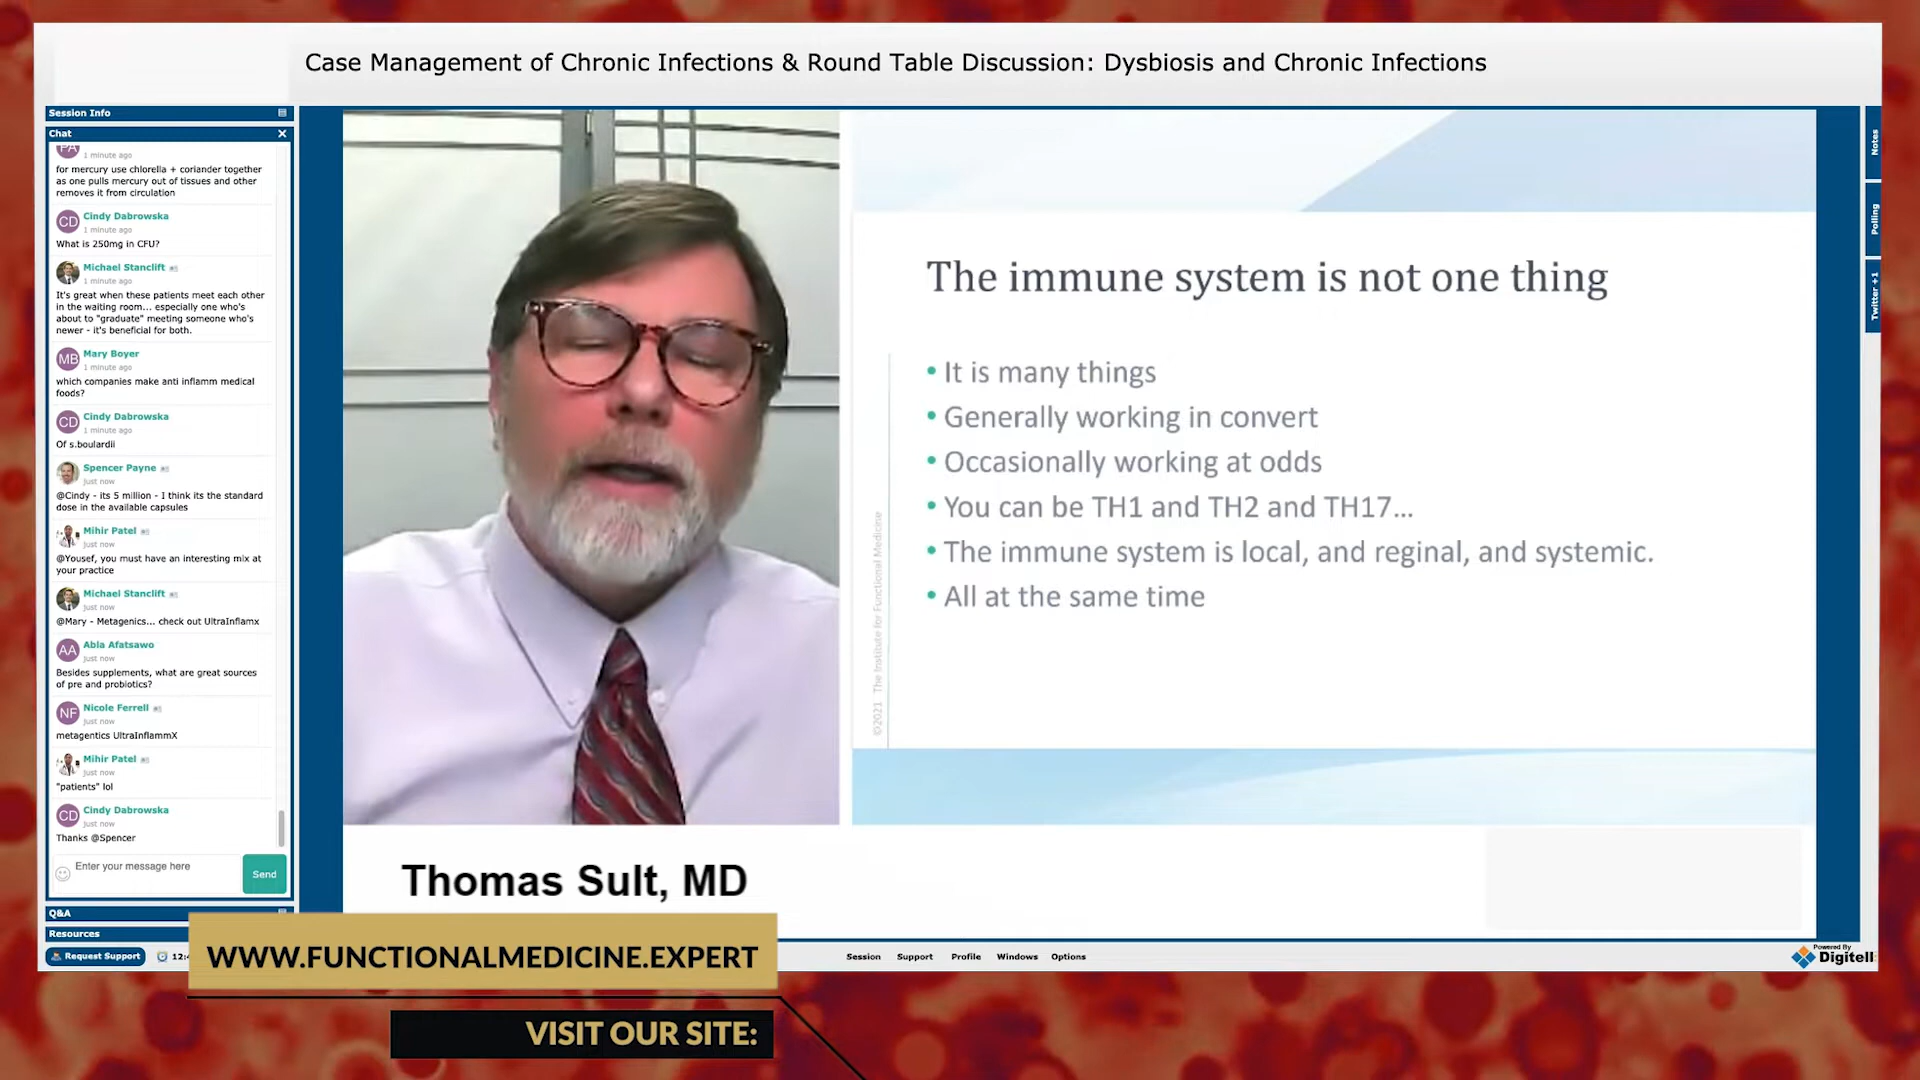 Case Management of Chronic Infections & Round Table Discussion: Dysbiosis and Chronic Infections
Session Info
Chat
PA
1 minute ago
for mercury use chlorella + coriander together
as one pulls mercury out of tissues and other
removes it from circulation
CD Cindy Dabrowska
1 minute ago
What is 250mg in CFU?
Michael Stanclift
1 minute ago
It's great when these patients meet each other
in the waiting room... especially one who's
about to "graduate" meeting someone who's
newer - it's beneficial for both.
MB Mary Boyer
1 minute ago
which companies make anti inflamm medical
foods?
CD Cindy Dabrowska
1 minute ago
Of s.boulardii
Spencer Payne
just now
@Cindy - its 5 million - I think its the standard
dose in the available capsules
Mihir Patel
just now
@Yousef, you must have an interesting mix at
your practice
Michael Stanclift
just now
@Mary - Metagenics... check out UltraInflamx
AA Abla Afatsawo
just now
Besides supplements, what are great sources
of pre and probiotics?
NF Nicole Ferrell
just now
metagentics UltraInflammX
Mihir Patel
just now
"patients" lol
CD Cindy Dabrowska
just now
Thanks @Spencer
Enter your message here
Send
Q&A
Resources
Request Support
12:4
The immune system is not one thing
• It is many things
• Generally working in convert
• Occasionally working at odds
• You can be TH1 and TH2 and TH17...
• The immune system is local, and reginal, and systemic.
• All at the same time
©2021 The Institute for Functional Medicine
Notes
Polling
Twitter +1
Thomas Sult, MD
WWW.FUNCTIONALMEDICINE.EXPERT
VISIT OUR SITE:
Session Support Profile Windows Options
Powered By
Digitell